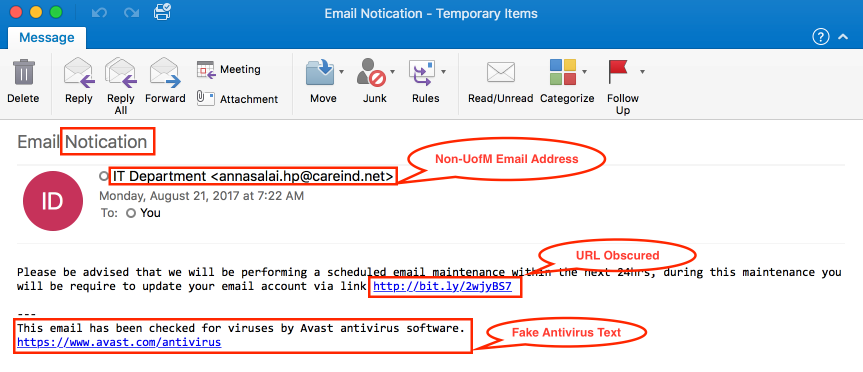 Email Notication - Temporary Items
Message
Delete
Reply
Reply All
Forward
Meeting
Attachment
Move
Junk
Rules
Read/Unread
Categorize
Follow Up
Email Notication
Non-UofM Email Address
ID
IT Department <annasalai.hp@careind.net>
Monday, August 21, 2017 at 7:22 AM
To: You
URL Obscured
Please be advised that we will be performing a scheduled email maintenance within the next 24hrs, during this maintenance you
will be require to update your email account via link http://bit.ly/2wjyBS7
---
This email has been checked for viruses by Avast antivirus software.
https://www.avast.com/antivirus
Fake Antivirus Text